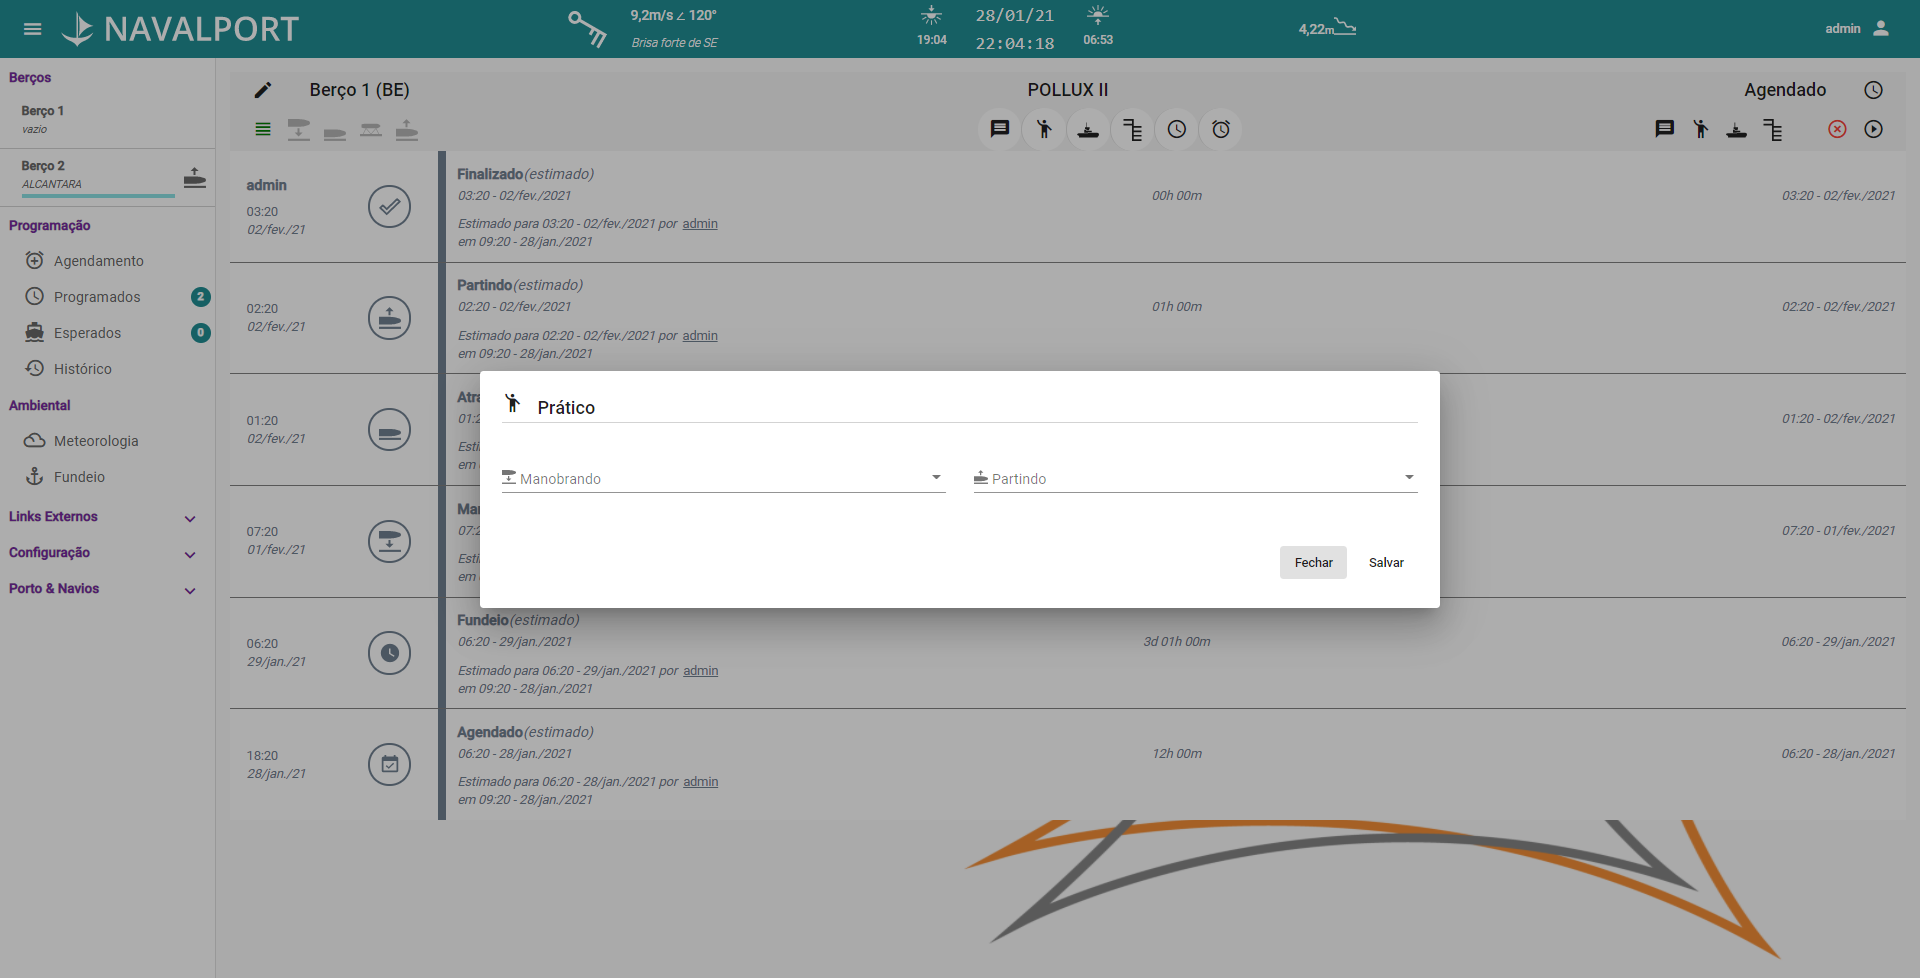 NAVALPORT
9,2m/s ∠ 120°
Brisa forte de SE
19:04
28/01/21
22:04:18
06:53
4,22m
admin
Berços
Berço 1
vazio
Berço 2
ALCANTARA
Programação
Agendamento
Programados 2
Esperados 0
Histórico
Ambiental
Meteorologia
Fundeio
Links Externos
Configuração
Porto & Navios
Berço 1 (BE)
POLLUX II
Agendado
admin
03:20
02/fev./21
Finalizado(estimado)
03:20 - 02/fev./2021
00h 00m
03:20 - 02/fev./2021
Estimado para 03:20 - 02/fev./2021 por admin
em 09:20 - 28/jan./2021
02:20
02/fev./21
Partindo(estimado)
02:20 - 02/fev./2021
01h 00m
02:20 - 02/fev./2021
Estimado para 02:20 - 02/fev./2021 por admin
em 09:20 - 28/jan./2021
01:20
02/fev./21
01:20 - 02/fev./2021
Prático
Manobrando
Partindo
Fechar
Salvar
07:20
01/fev./21
07:20 - 01/fev./2021
06:20
29/jan./21
Fundeio(estimado)
06:20 - 29/jan./2021
3d 01h 00m
06:20 - 29/jan./2021
Estimado para 06:20 - 29/jan./2021 por admin
em 09:20 - 28/jan./2021
18:20
28/jan./21
Agendado(estimado)
06:20 - 28/jan./2021
12h 00m
06:20 - 28/jan./2021
Estimado para 06:20 - 28/jan./2021 por admin
em 09:20 - 28/jan./2021